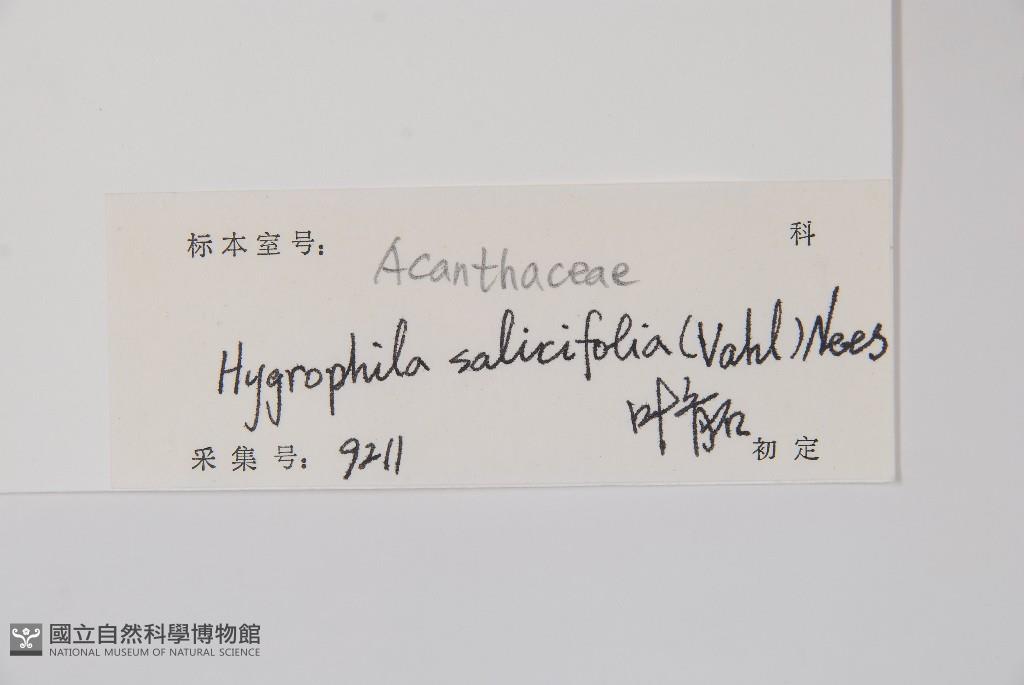 标本室号: 科
Acanthaceae
Hygrophila salicifolia (Vahl) Nees
叶
采集号: 9211 初定
國立自然科學博物館
NATIONAL MUSEUM OF NATURAL SCIENCE